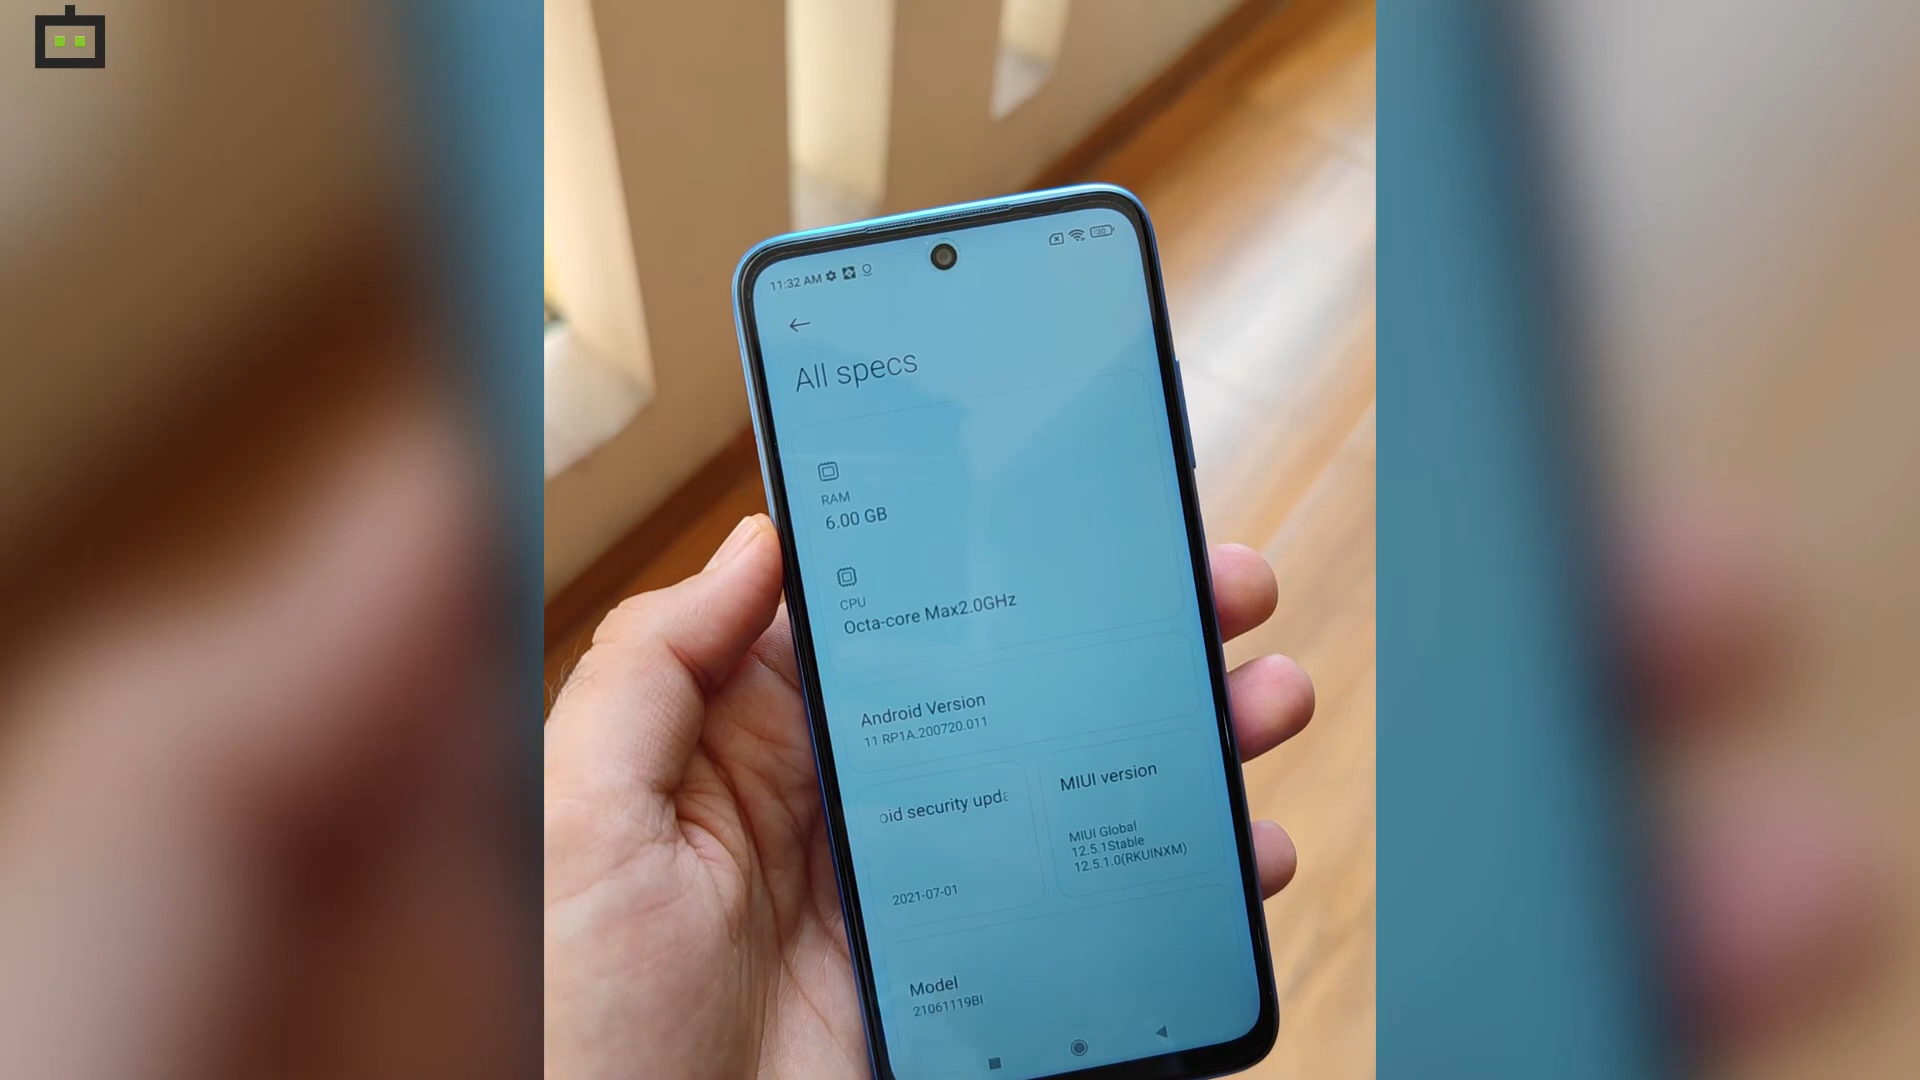 11:32 AM
30
All specs
RAM
6.00 GB
CPU
Octa-core Max2.0GHz
Android Version
11 RP1A.200720.011
oid security upda
2021-07-01
MIUI version
MIUI Global
12.5.1Stable
12.5.1.0(RKUINXM)
Model
21061119BI